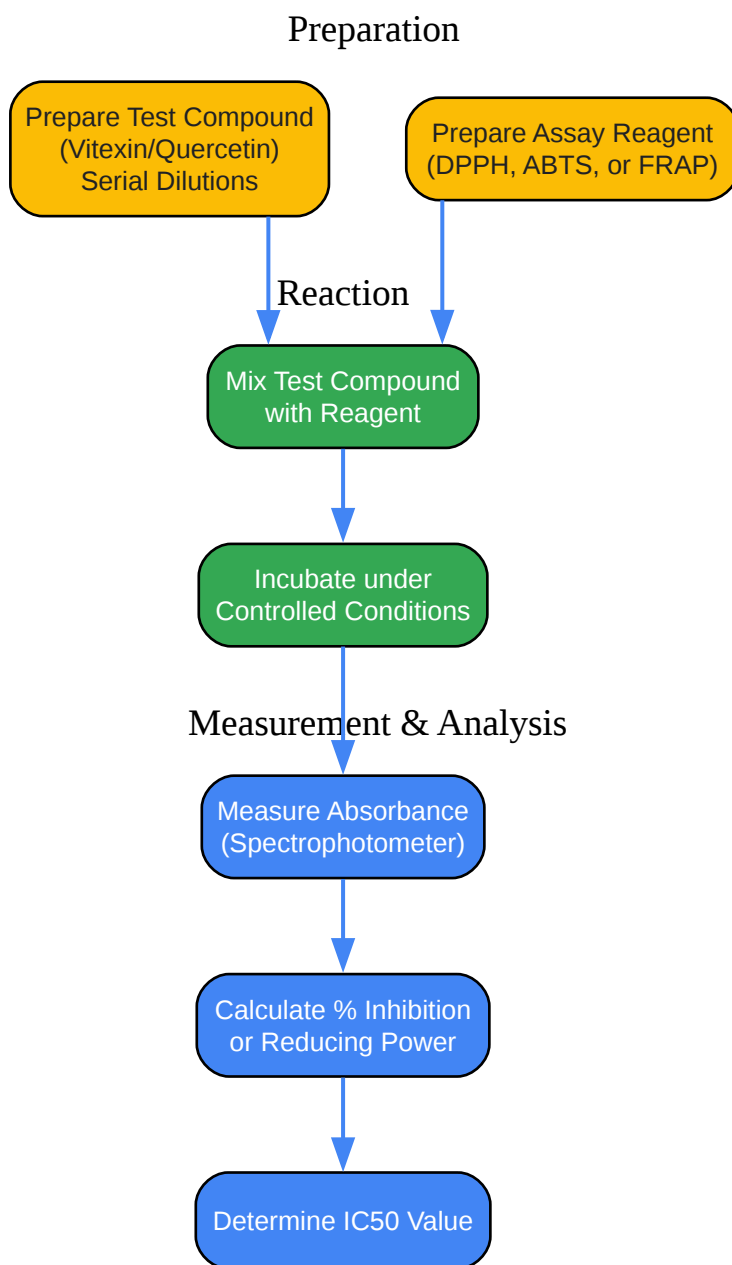 Preparation
Prepare Test Compound
(Vitexin/Quercetin)
Serial Dilutions
Prepare Assay Reagent
(DPPH, ABTS, or FRAP)
Reaction
Mix Test Compound
with Reagent
Incubate under
Controlled Conditions
Measurement & Analysis
Measure Absorbance
(Spectrophotometer)
Calculate % Inhibition
or Reducing Power
Determine IC50 Value